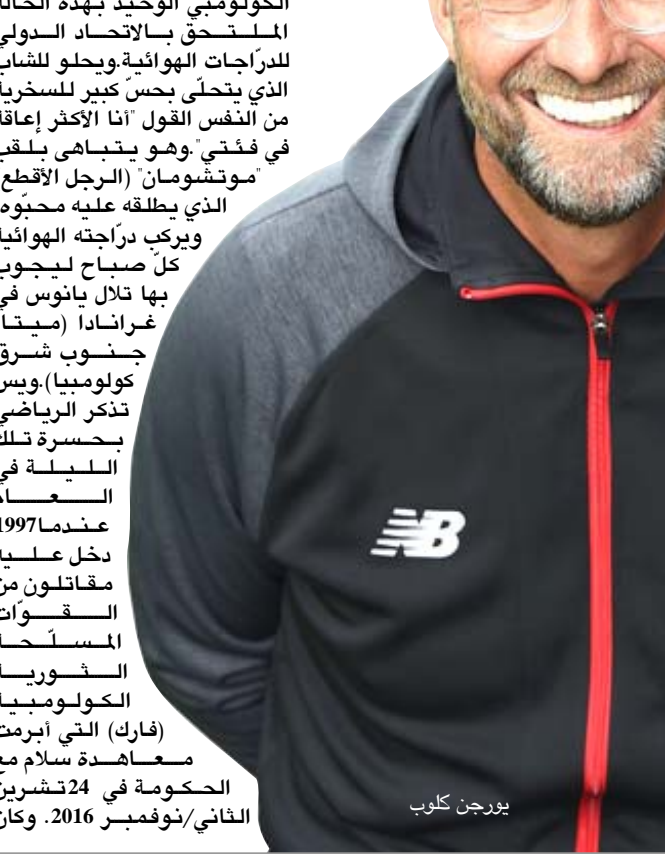 الكولومبي الوحيد بهذه الحالة
الملتحق بالاتحاد الدولي
للدرّاجات الهوائية.ويحلو للشاب
الذي يتحلّى بحسّ كبير للسخرية
من النفس القول "أنا الأكثر إعاقة
في فئتي".وهو يتباهى بلقب
"موتشومان" (الرجل الأقطع)
الذي يطلقه عليه محبّوه.
ويركب درّاجته الهوائية
كلّ صباح ليجوب
بها تلال يانوس في
غرانادا (ميتا،
جنوب شرق
كولومبيا).
تذكر الرياضي
بحسرة تلك
الليلة في
العام
1997عندما
دخل عليه
مقاتلون من
القوّات
المسلّحة
الثورية
الكولومبية
(فارك) التي أبرمت
معاهدة سلام مع
الحكومة في 24تشرين
الثاني/نوفمبر 2016. وكان
NB
يورجن كلوب